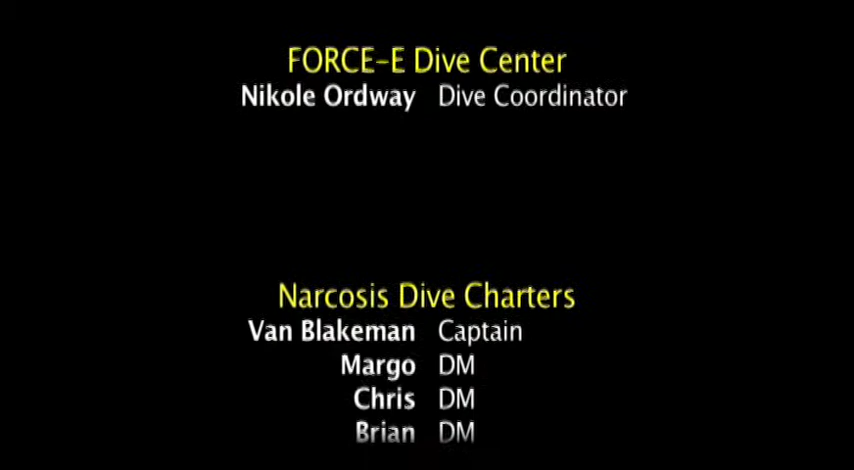 FORCE-E Dive Center
Nikole Ordway Dive Coordinator
Narcosis Dive Charters
Van Blakeman Captain
Margo DM
Chris DM
Brian DM